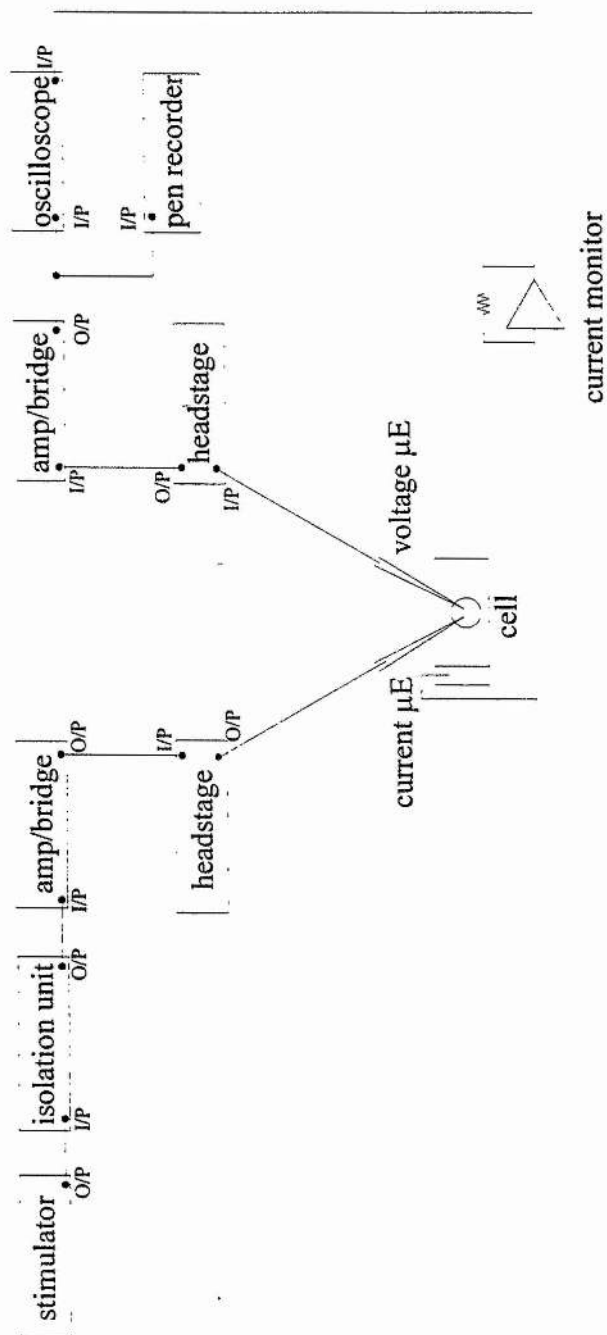 stimulator
O/P
isolation unit
I/P
O/P
amp/bridge
I/P
O/P
amp/bridge
I/P
O/P
oscilloscope
I/P
I/P
headstage
I/P
O/P
headstage
O/P
I/P
pen recorder
I/P
current μE
voltage μE
cell
current monitor